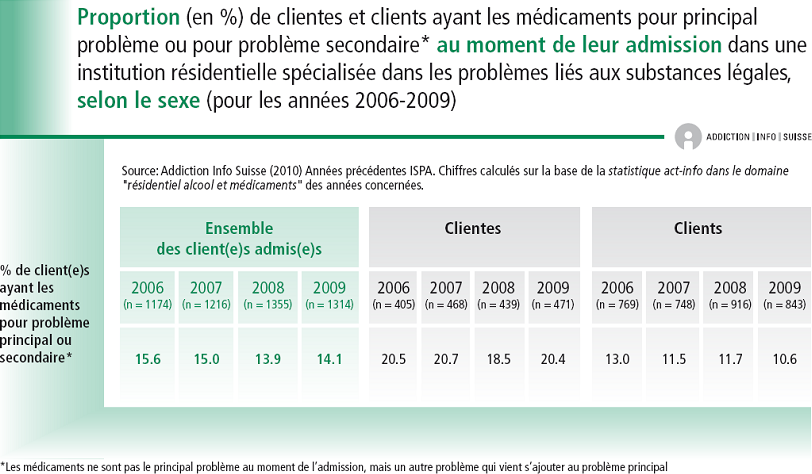 Proportion (en %) de clientes et clients ayant les médicaments pour principal
problème ou pour problème secondaire* au moment de leur admission dans une
institution résidentielle spécialisée dans les problèmes liés aux substances légales,
selon le sexe (pour les années 2006-2009)
ADDICTION | INFO | SUISSE
Source: Addiction Info Suisse (2010) Années précédentes ISPA. Chiffres calculés sur la base de la statistique act-info dans le domaine
"résidentiel alcool et médicaments" des années concernées.
Ensemble
des client(e)s admis(e)s
Clientes
Clients
% de client(e)s
ayant les
médicaments
pour problème
principal ou
secondaire*
2006 2007 2008 2009 2006 2007 2008 2009 2006 2007 2008 2009
(n = 1174) (n = 1216) (n = 1355) (n = 1314) (n = 405) (n = 468) (n = 439) (n = 471) (n = 769) (n = 748) (n = 916) (n = 843)
15.6 15.0 13.9 14.1 20.5 20.7 18.5 20.4 13.0 11.5 11.7 10.6
*Les médicaments ne sont pas le principal problème au moment de l'admission, mais un autre problème qui vient s'ajouter au problème principal